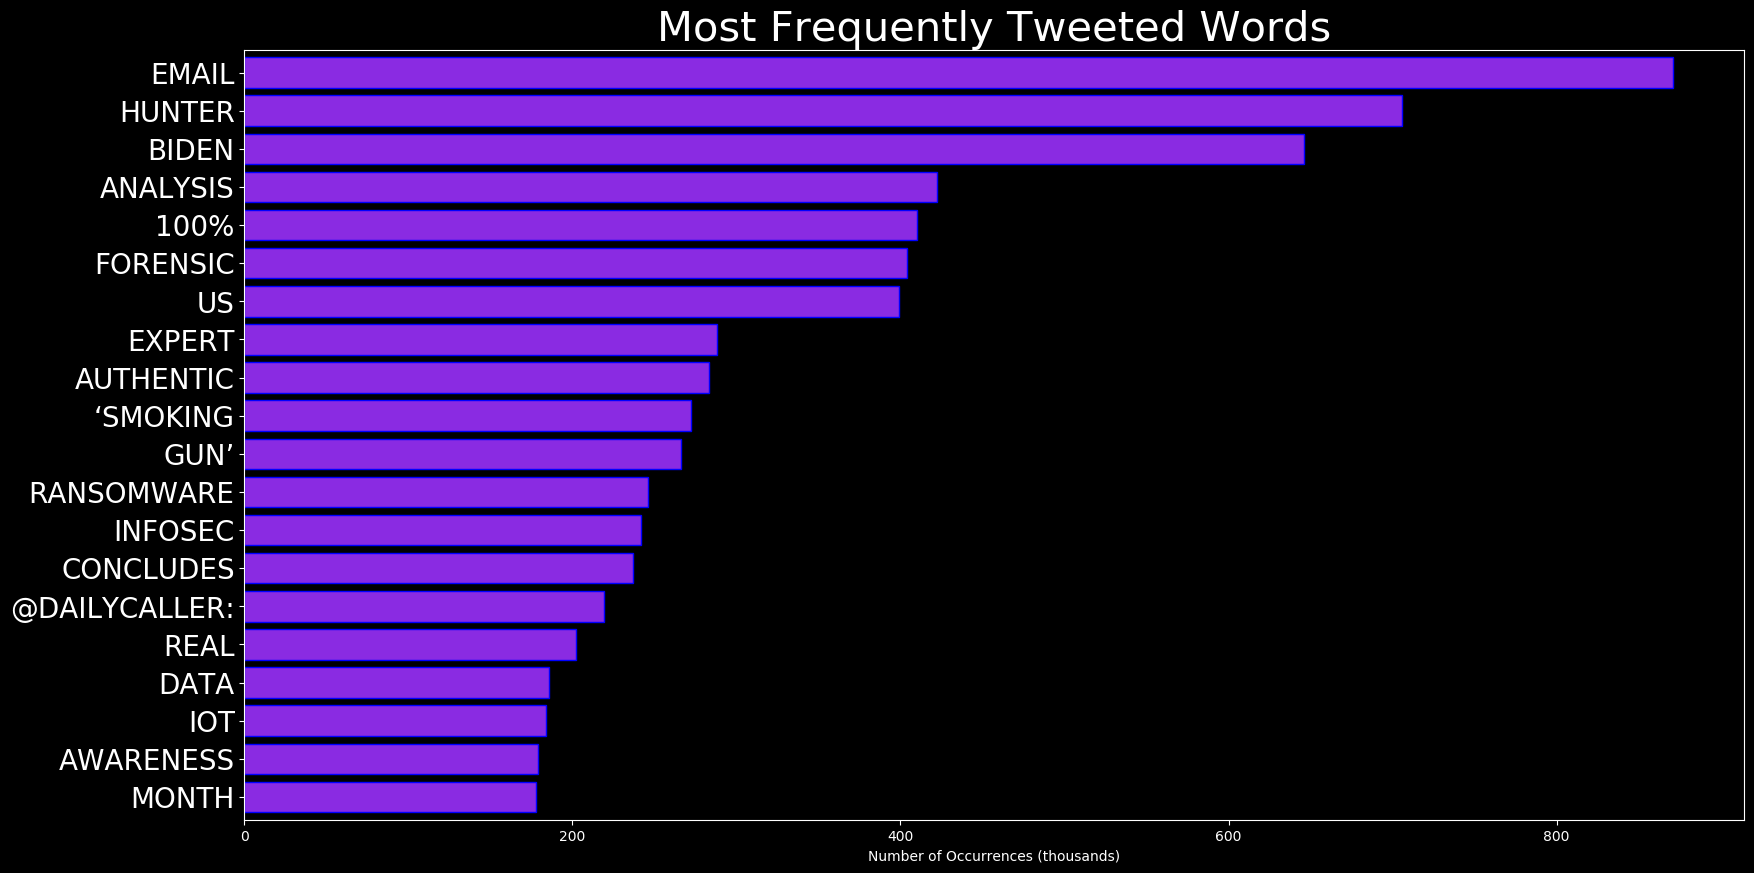 Most Frequently Tweeted Words
EMAIL
HUNTER
BIDEN
ANALYSIS
100%
FORENSIC
US
EXPERT
AUTHENTIC
‘SMOKING
GUN’
RANSOMWARE
INFOSEC
CONCLUDES
@DAILYCALLER:
REAL
DATA
IOT
AWARENESS
MONTH
0 200 400 600 800
Number of Occurrences (thousands)